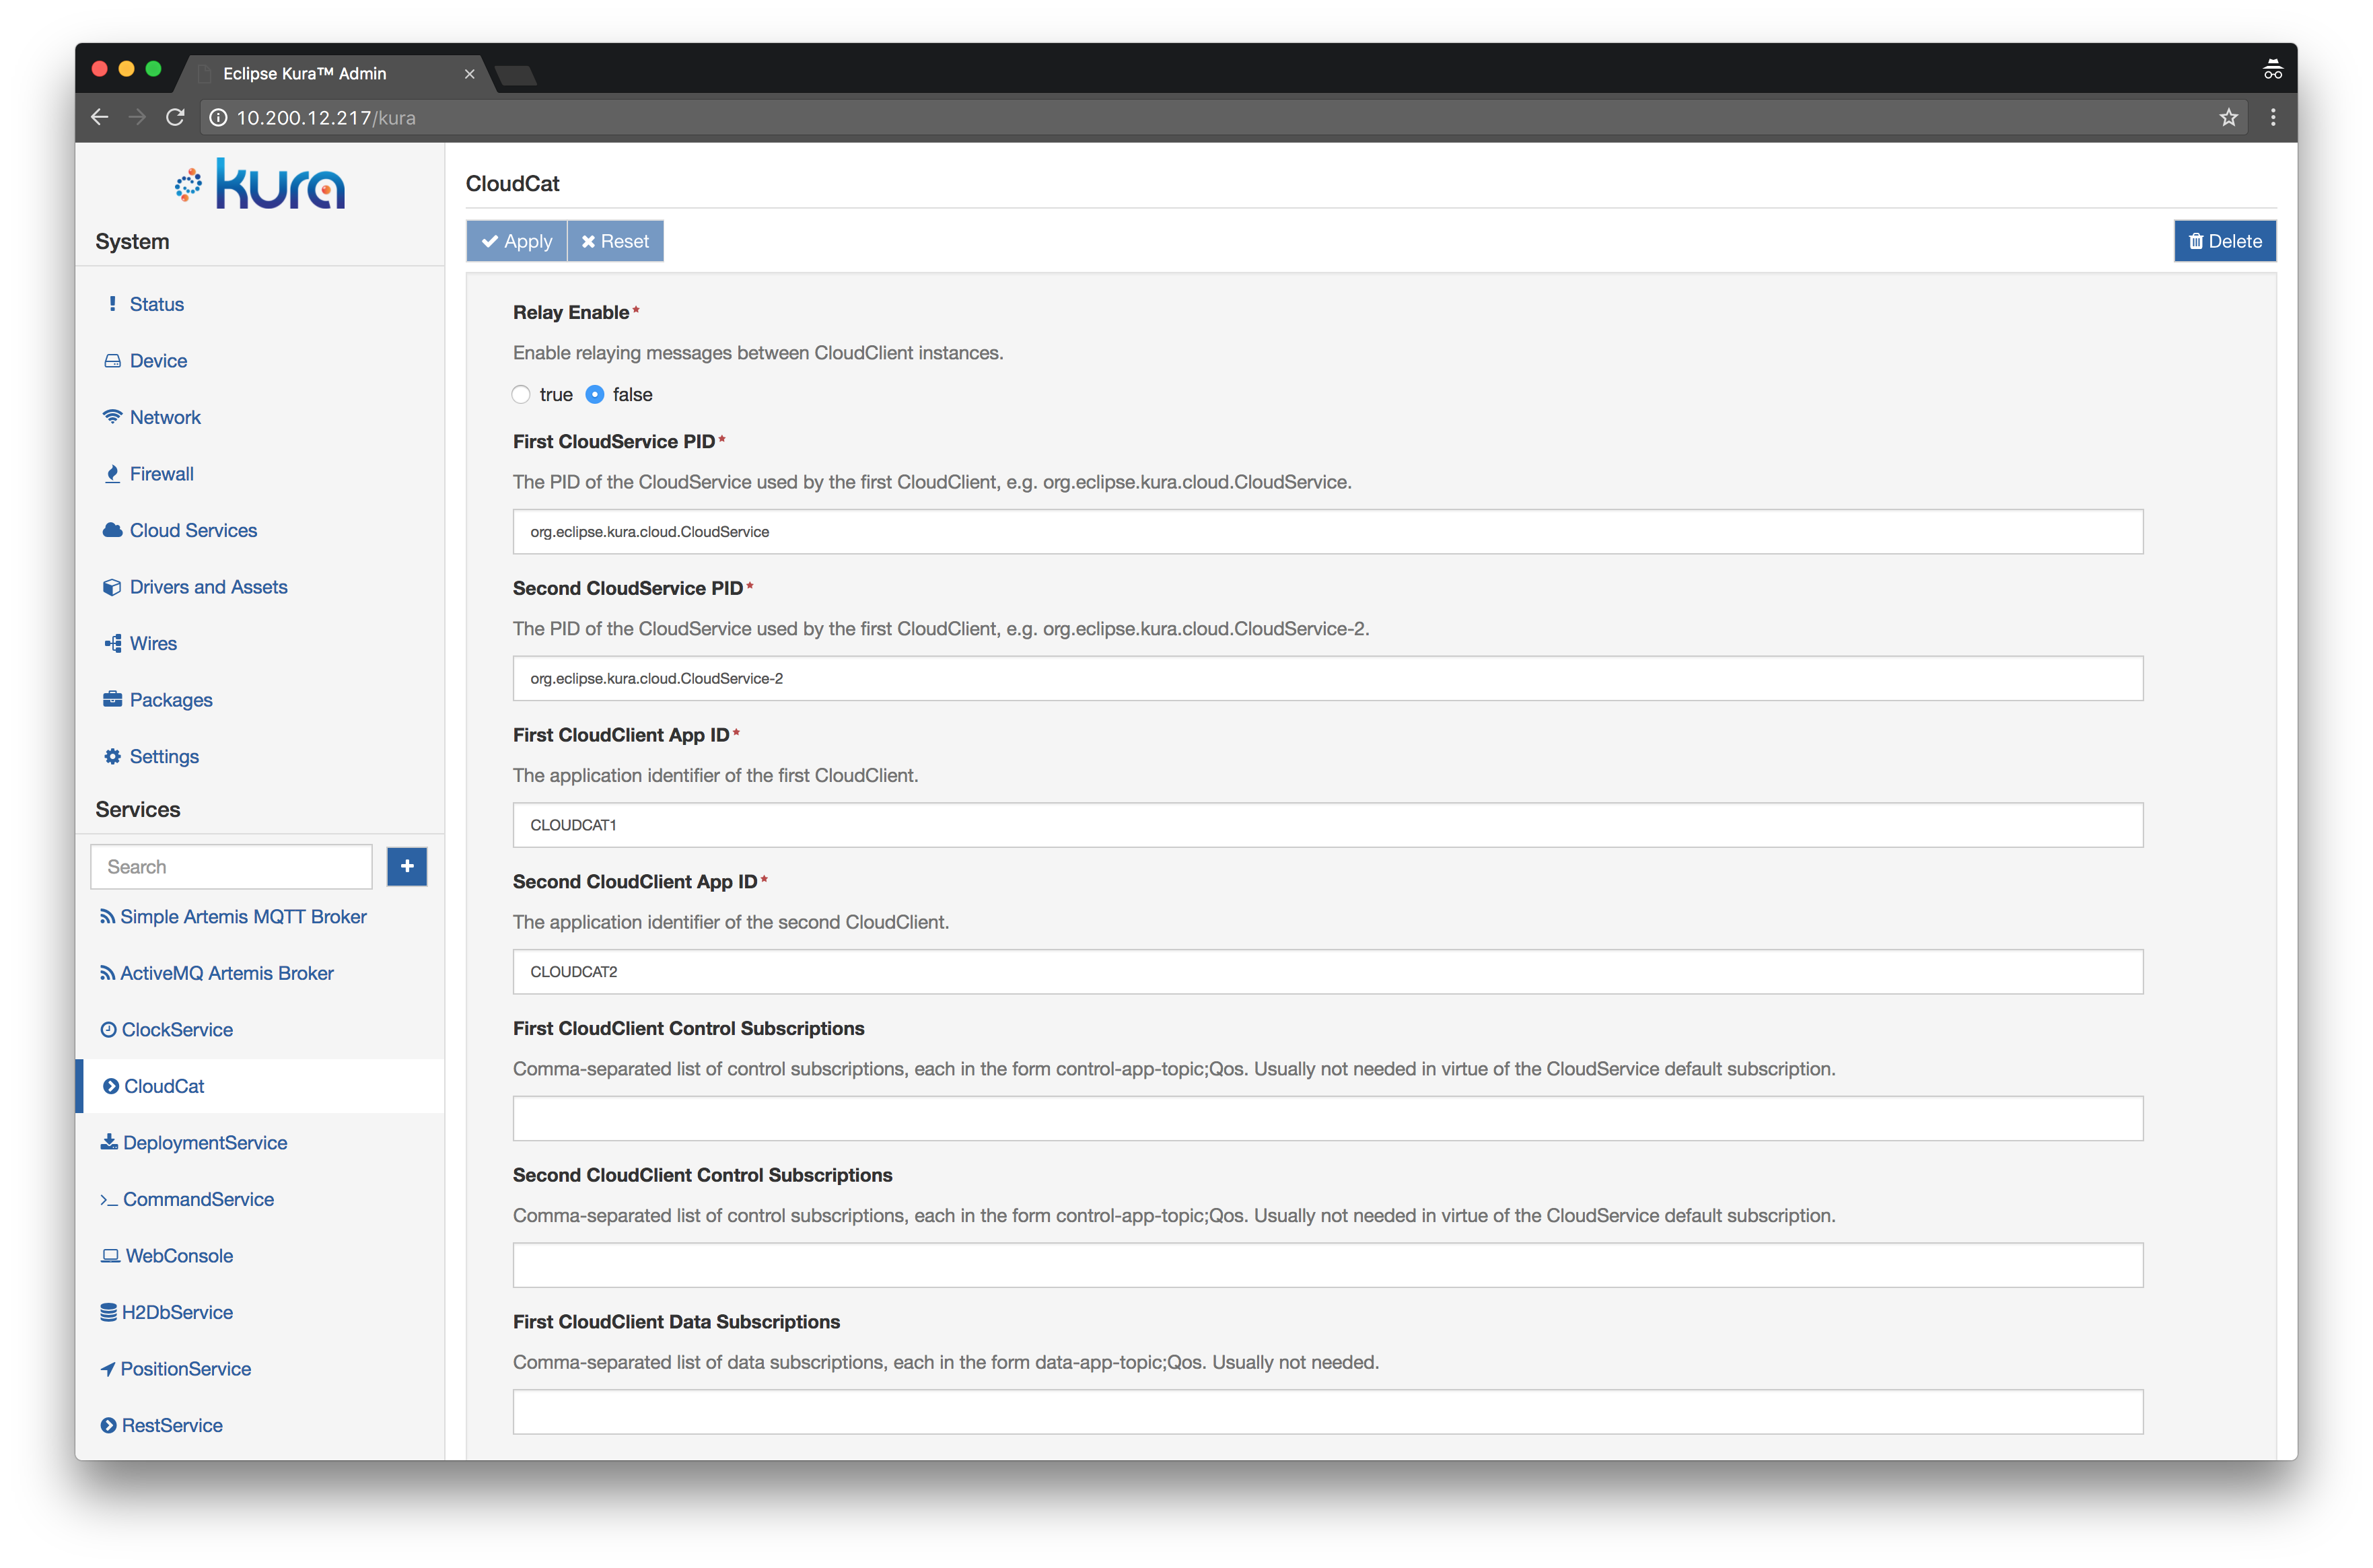 Eclipse Kura™ Admin
10.200.12.217/kura
kura
System
Status
Device
Network
Firewall
Cloud Services
Drivers and Assets
Wires
Packages
Settings
Services
Search
Simple Artemis MQTT Broker
ActiveMQ Artemis Broker
ClockService
CloudCat
DeploymentService
CommandService
WebConsole
H2DbService
PositionService
RestService
CloudCat
Apply Reset Delete
Relay Enable*
Enable relaying messages between CloudClient instances.
true false
First CloudService PID*
The PID of the CloudService used by the first CloudClient, e.g. org.eclipse.kura.cloud.CloudService.
org.eclipse.kura.cloud.CloudService
Second CloudService PID*
The PID of the CloudService used by the first CloudClient, e.g. org.eclipse.kura.cloud.CloudService-2.
org.eclipse.kura.cloud.CloudService-2
First CloudClient App ID*
The application identifier of the first CloudClient.
CLOUDCAT1
Second CloudClient App ID*
The application identifier of the second CloudClient.
CLOUDCAT2
First CloudClient Control Subscriptions
Comma-separated list of control subscriptions, each in the form control-app-topic;Qos. Usually not needed in virtue of the CloudService default subscription.
Second CloudClient Control Subscriptions
Comma-separated list of control subscriptions, each in the form control-app-topic;Qos. Usually not needed in virtue of the CloudService default subscription.
First CloudClient Data Subscriptions
Comma-separated list of data subscriptions, each in the form data-app-topic;Qos. Usually not needed.